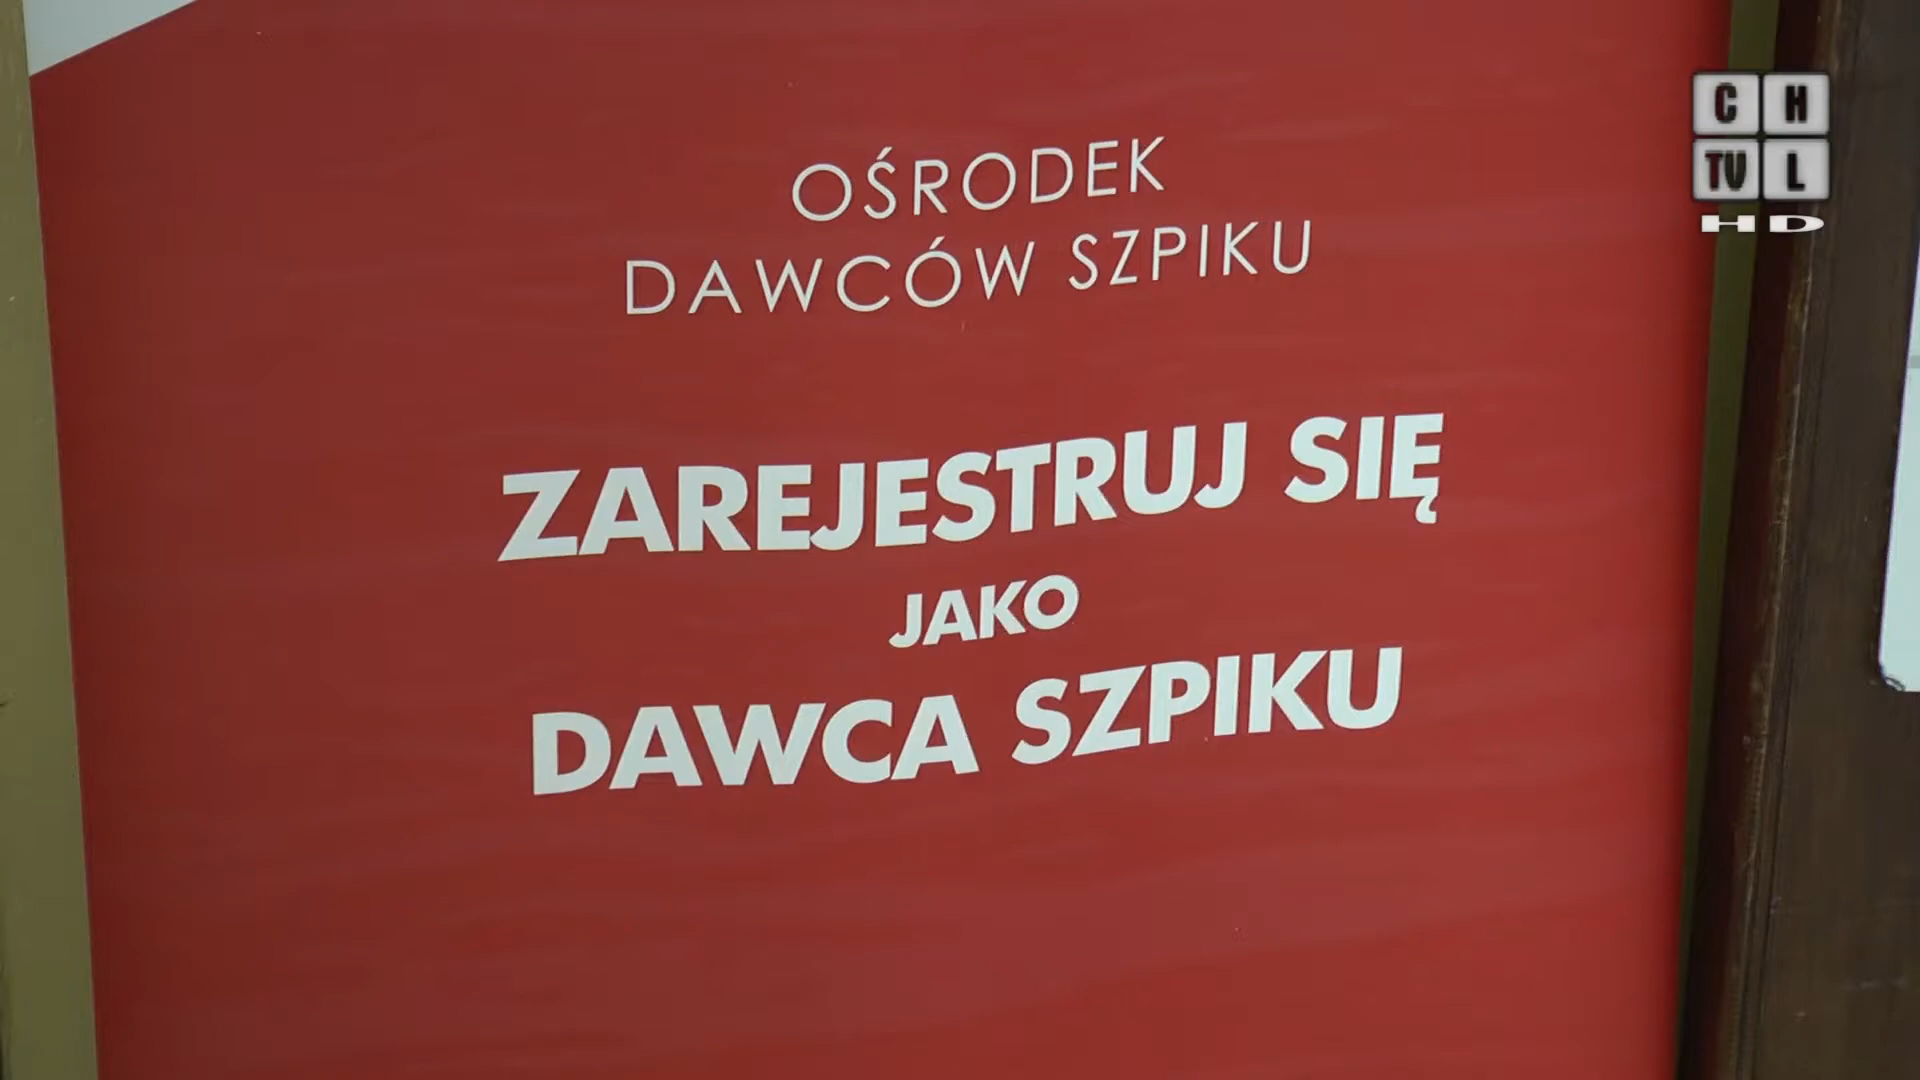 OŚRODEK
DAWCÓW SZPIKU
ZAREJESTRUJ SIĘ
JAKO
DAWCA SZPIKU
C H
TV L
HD